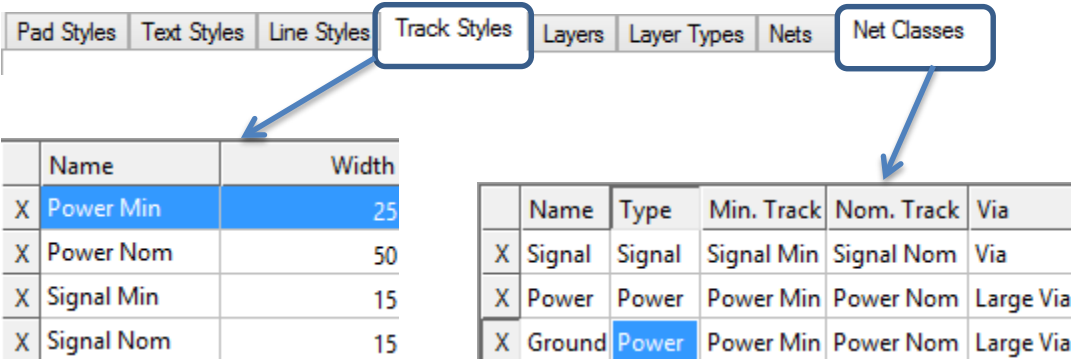 Pad Styles Text Styles Line Styles Track Styles Layers Layer Types Nets Net Classes
Name Width
X Power Min 25
X Power Nom 50
X Signal Min 15
X Signal Nom 15
Name Type Min. Track Nom. Track Via
X Signal Signal Signal Min Signal Nom Via
X Power Power Power Min Power Nom Large Via
X Ground Power Power Min Power Nom Large Via